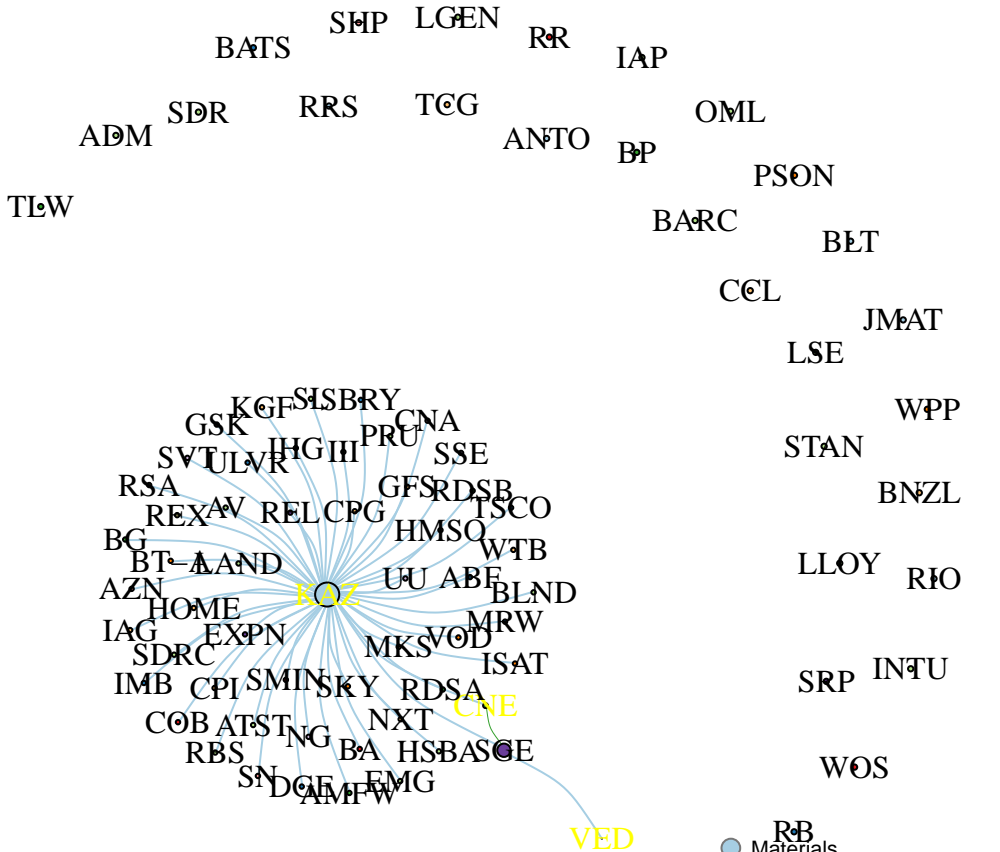 SHP
LGEN
RR
BATS
IAP
SDR
RRS
TCG
OML
ADM
ANTO
BP
PSON
TLW
BARC
BLT
CCL
JMAT
LSE
WPP
STAN
BNZL
LLOY
RIO
INTU
SRP
WOS
RB
KGF
SL
SBRY
GSK
CNA
PRU
SVT
ULVR
IHG
III
SSE
RSA
GFS
RDSB
REX
AV
REL
CPG
TSCO
HMSO
BG
WTB
BT-A
LAND
AZN
UU
ABF
BLND
KAZ
HOME
MRW
IAG
EXPN
MKS
VOD
SDRC
ISAT
IMB
CPI
SMIN
SKY
RDSA
CNE
COB
ATST
NXT
RBS
NG
BA
HSBA
SGE
SN
DGE
AMFW
EMG
VED
Materials